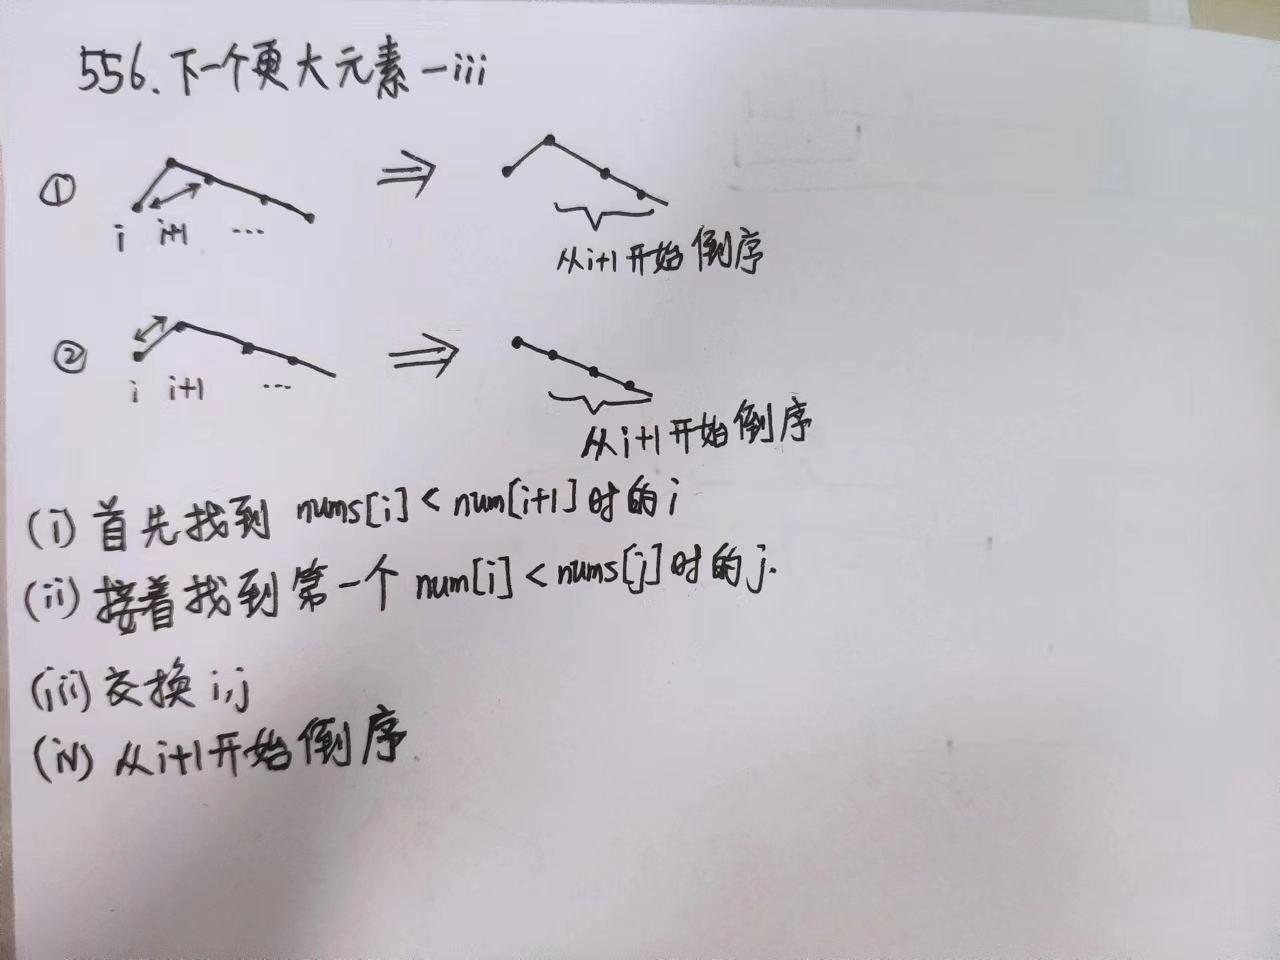 556.下一个更大元素-iii
①
i i+1 ...
从i+1开始倒序
②
i i+1 ...
从i+1开始倒序
(i) 首先找到 nums[i] < num[i+1] 时的 i
(ii) 接着找到第一个 num[i] < nums[j] 时的 j.
(iii) 交换 i,j
(iv) 从i+1开始倒序.